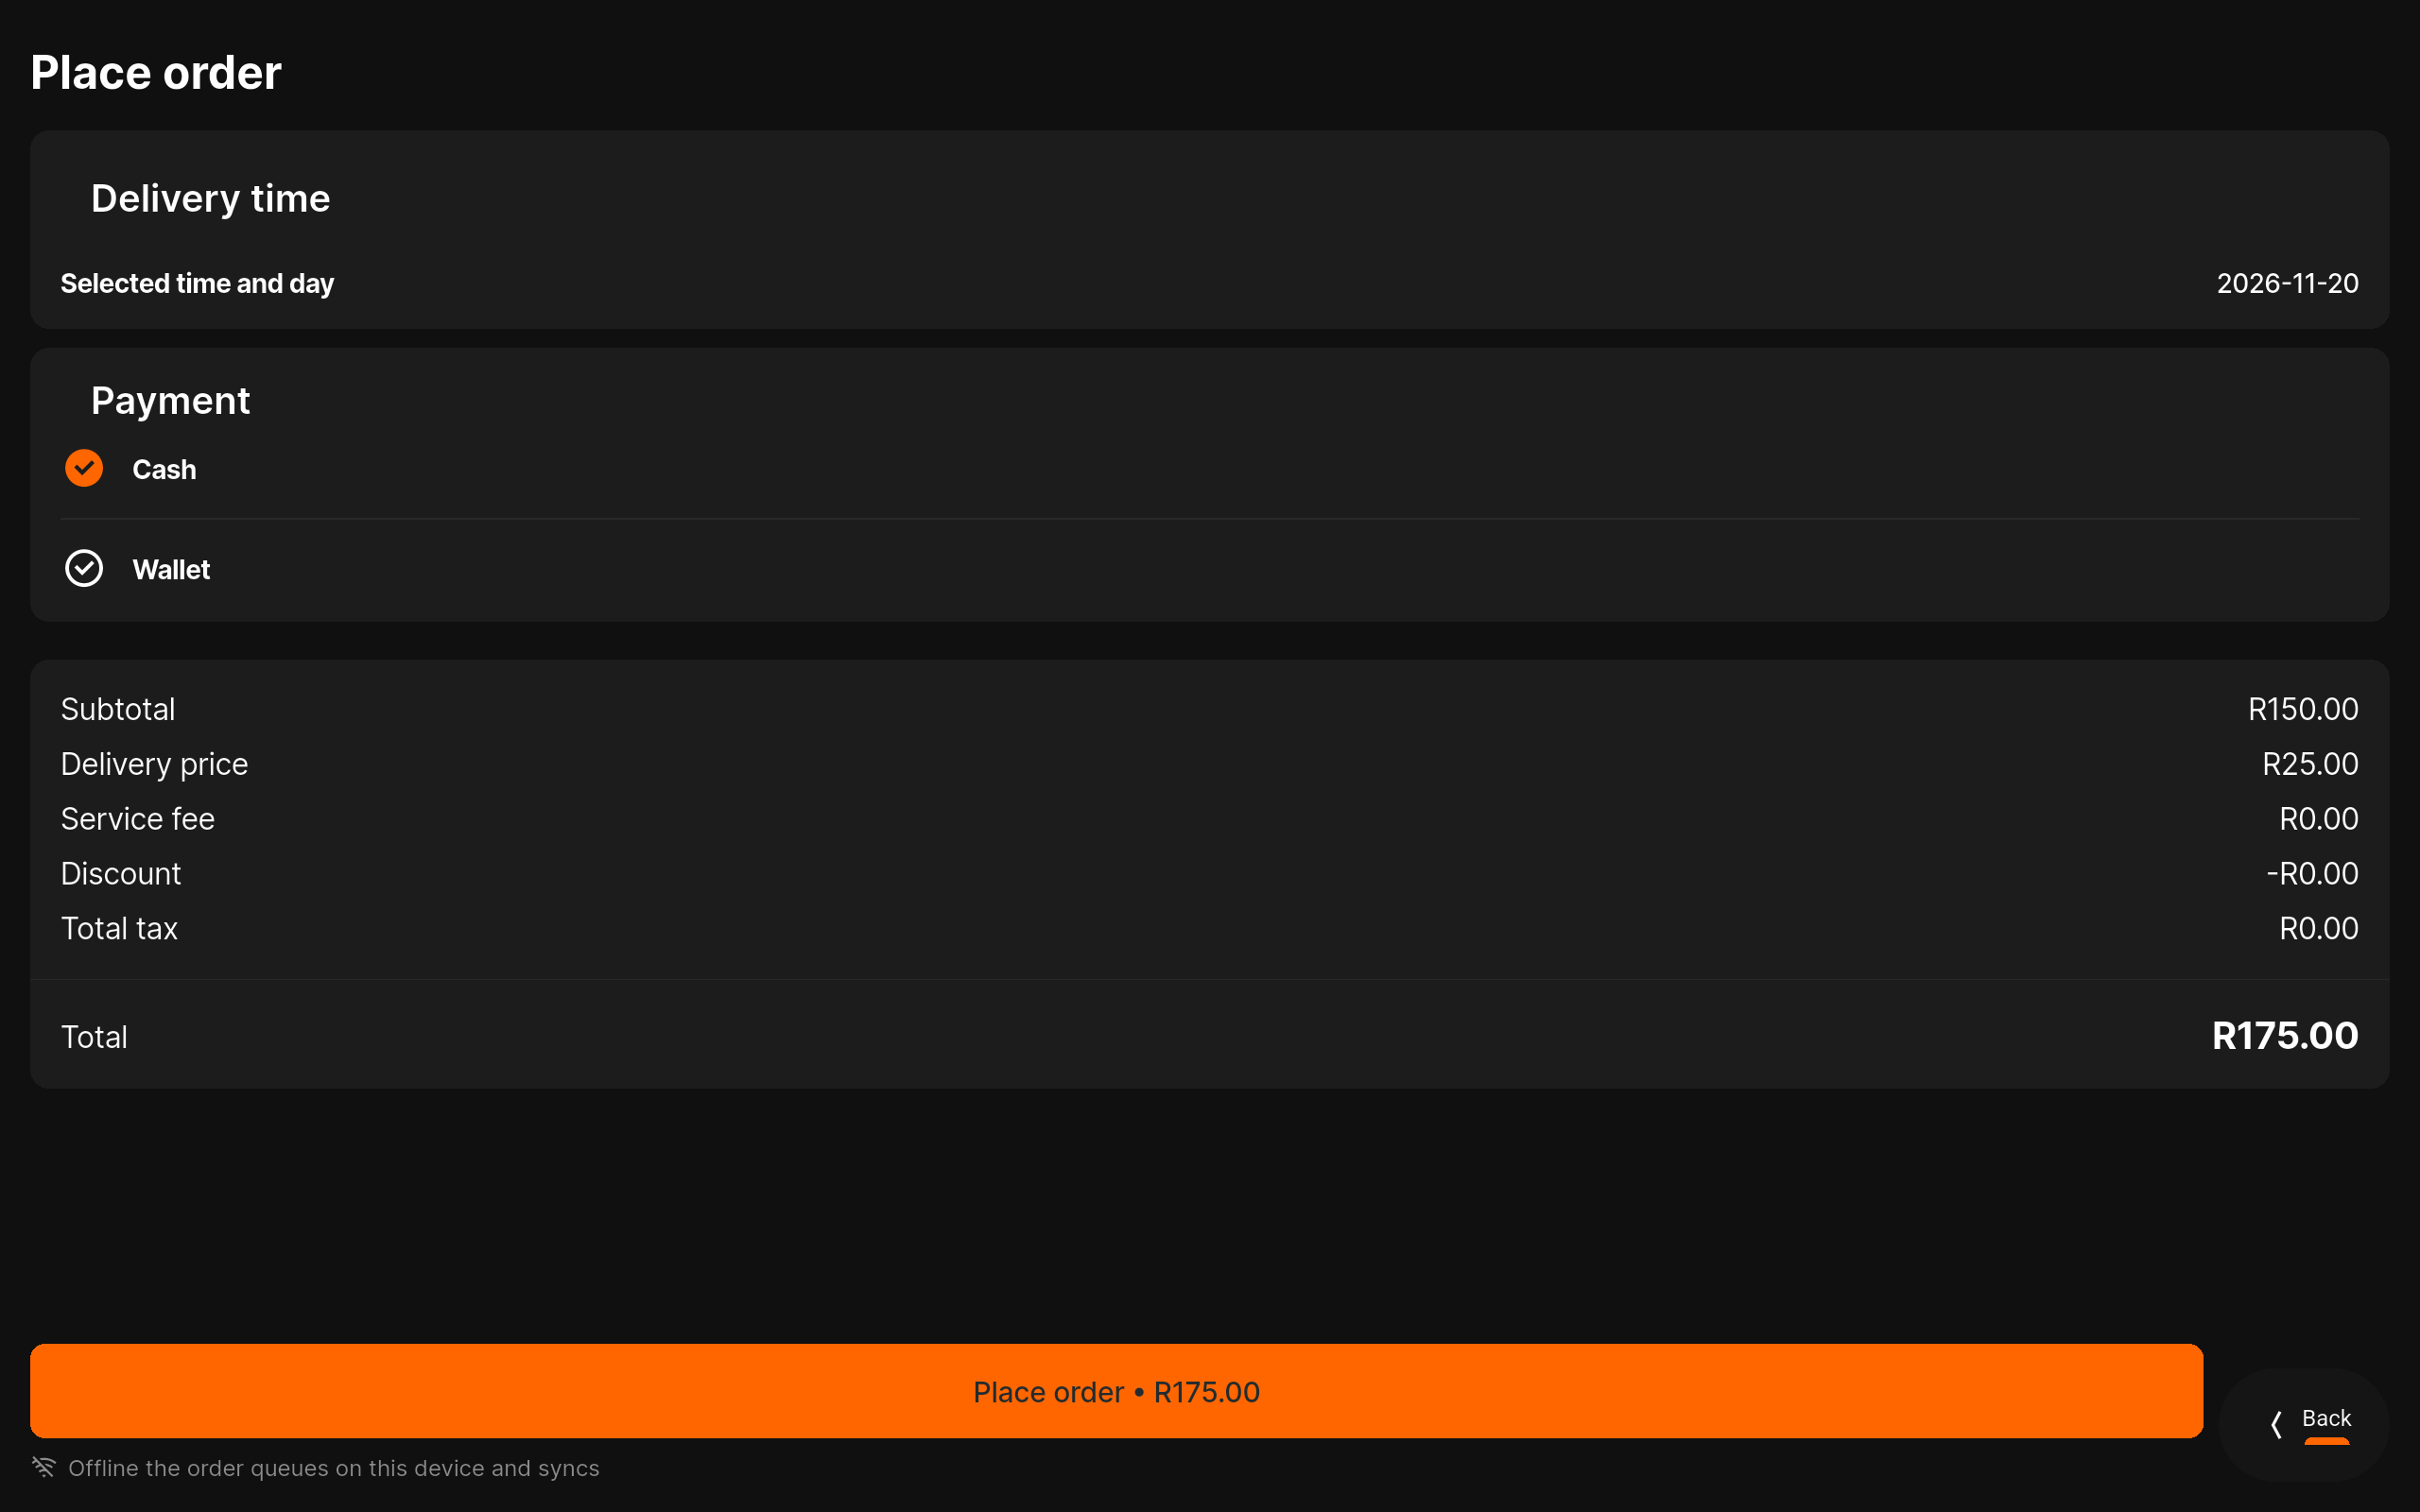 Place order
Delivery time
Selected time and day 2026-11-20
Payment
Cash
Wallet
Subtotal R150.00
Delivery price R25.00
Service fee R0.00
Discount -R0.00
Total tax R0.00
Total R175.00
Place order • R175.00
Back
Offline the order queues on this device and syncs